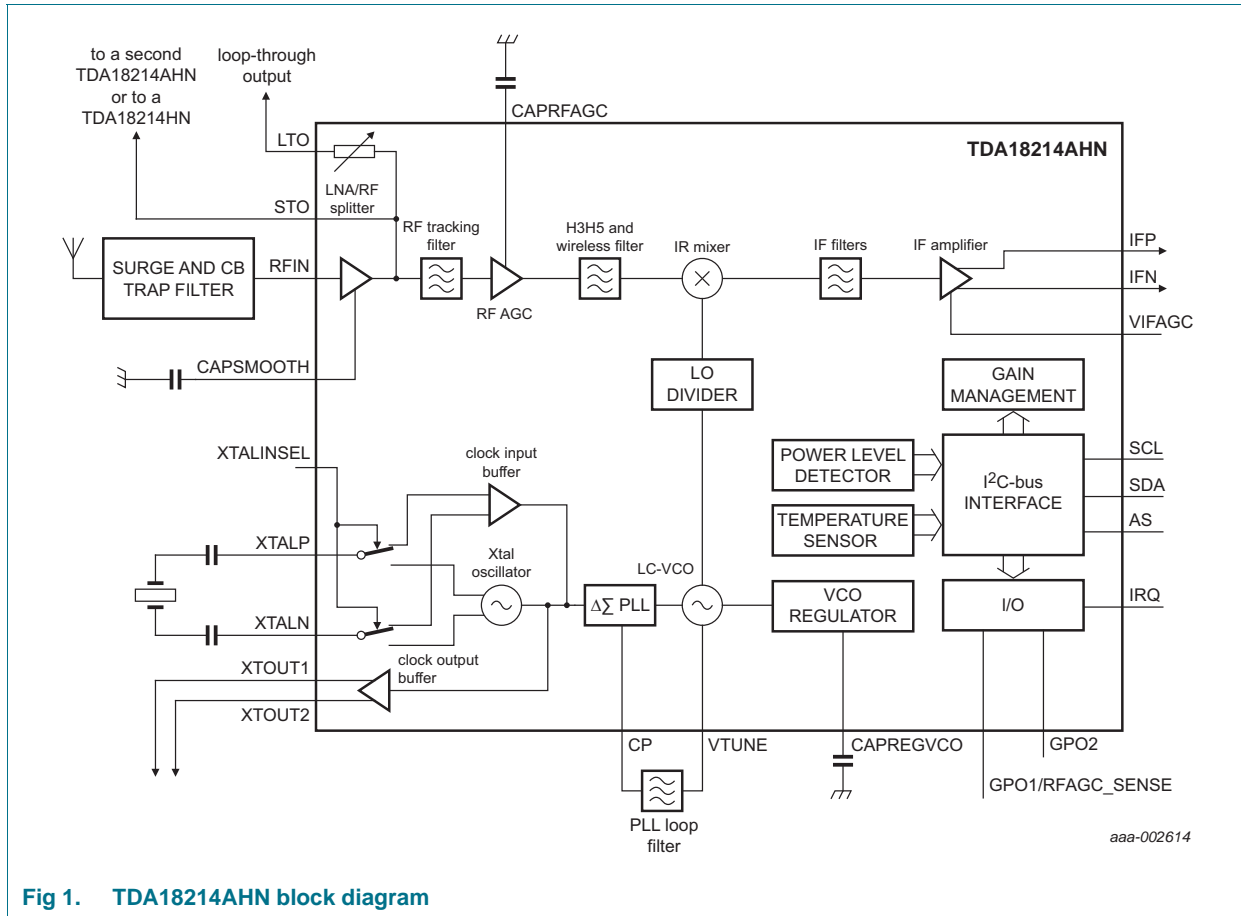 to a second
TDA18214AHN
or to a
TDA18214HN
loop-through
output
CAPRFAGC
LTO
TDA18214AHN
LNA/RF
splitter
STO
RF tracking
filter
H3H5 and
wireless filter
IR mixer
IF filters
IF amplifier
IFP
SURGE AND CB
TRAP FILTER
RFIN
IFN
RF AGC
VIFAGC
CAPSMOOTH
LO
DIVIDER
GAIN
MANAGEMENT
XTALINSEL
clock input
buffer
POWER LEVEL
DETECTOR
I2C-bus
INTERFACE
SCL
SDA
AS
TEMPERATURE
SENSOR
XTALP
Xtal
oscillator
LC-VCO
ΔΣ PLL
VCO
REGULATOR
I/O
IRQ
XTALN
clock output
buffer
XTOUT1
XTOUT2
CP
VTUNE
CAPREGVCO
GPO2
GPO1/RFAGC_SENSE
PLL loop
filter
aaa-002614
Fig 1. TDA18214AHN block diagram